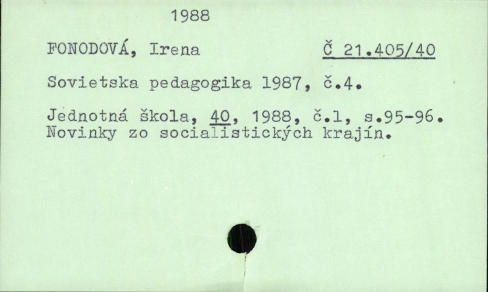 1988
FONODOVÁ, Irena Č 21.405/40
Sovietska pedagogika 1987, č.4.
Jednotná škola, 40, 1988, č.1, s.95-96.
Novinky zo socialistických krajín.